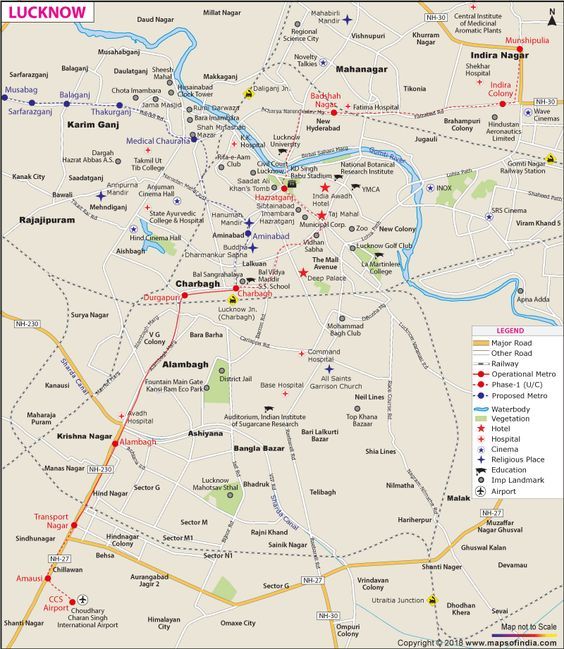 LUCKNOW
Daud Nagar
Millat Nagar
Mahabirli
Mandir
Vishnupuri
Regional
Science City
NH-30
Central Institute of
Medicinal
Aromatic Plants
N
Khurram
Nagar
Munshipulia
Musahabganj
Novelty
Talkies
Mahanagar
Indira Nagar
Sarfarazganj
Daulatganj
Sheesh
Mahal
Makkaganj
Daliganj Jn.
Shekhar
Hospital
Musabag
Balaganj
Chota Imambara
Husainabad
Clock Tower
Badshah
Nagar
Tikonia
Indira
Colony
NH-30
Sarfarazganj
Thakurganj
Jama Masjid
Rumi Darwaza
Bara Imambara
Fatima Hospital
Faizabad Rd
Wave
Cinemas
Karim Ganj
Shah Minashah
Mazar
New
Hyderabad
Brahampuri
Colony
Hindustan
Aeronautics
Limited
Medical Chauraha
K.K.
Hospital
Lucknow
University
Jugauli
Dargah
Hazrat Abbas A.S.
Takmil Ut
Tib College
Rifa-e-Aam
Club
Civil Court
Lucknow
KD Singh
Babu Stadium
Gomti River
National Botanical
Research Institute
Gomti Nagar
Railway Station
Kanak City
Saadatganj
Saadat Ali
Khan's Tomb
India Awadh
Hotel
YMCA
INOX
Bawali
Annpurna
Mandir
Anjuman
Cinema Hall
Hazratganj
Sibtainabad
Imambara
Hazratganj
Taj Mahal
Shaheed Path
Mehndiganj
State Ayurvedic
College & Hospital
Hanuman
Mandir
Municipal Corp.
Zoo
New Colony
SRS Cinema
Rajajipuram
Hind Cinema Hall
Aminabad
Aminabad
Vidhan
Sabha
Lotus Path
Viram Khand 5
Aishbagh
Buddha
Dharmankur Sabha
Lucknow Golf Club
Lalkuan
The Mall
Avenue
La Martiniere
College
Bal Sangrahalaya
Bal Vidya
Mandir
S.S. School
Deep Palace
Charbagh
Charbagh
Durgapuri
Lucknow Jn.
(Charbagh)
Apna Adda
Surya Nagar
V G
Colony
Mohammad
Bagh Club
NH-230
Bara Barha
Cariappa Rd
LEGEND
Major Road
Other Road
Railway
Operational Metro
Phase-1 (U/C)
Proposed Metro
Waterbody
Vegetation
Hotel
Hospital
Cinema
Religious Place
Education
Imp Landmark
Airport
Sharda Canal
Alambagh
Command
Hospital
Kanausi
Fountain Main Gate
Kansi Ram Eco Park
District Jail
All Saints
Garrison Church
Base Hospital
Neil Lines
Maharaja
Puram
Avadh
Hospital
Auditorium, Indian Institute
of Sugarcane Research
Top Khana
Bazaar
Krishna Nagar
Alambagh
Ashiyana
Bari Lalkurti
Bazar
Bangla Bazar
Shia Lines
Manas Nagar
NH-230
Nilmatha
Hind Nagar
Sector G
Lucknow
Mahotsav Sthal
Bhadruk
Telibagh
Malak
Transport
Nagar
Sector M
Sharda Canal
Hariherpur
Muzaffar
Nagar Ghusval
Sindhunagar
Hindnagar
Colony
Sector M1
Rajni Khand
Sainik Nagar
Ghuswal Kalan
NH-27
Behsa
Sector N1
Shanti Nager
Devamau
Chillawan
Amausi
Aurangabad
Jagir 2
Sector G
NH-27
Vrindavan
Colony
CCS
Airport
Choudhary
Charan Singh
International Airport
Utraitia Junction
Dhodhan
Khera
Sevai
Shanti Nagar
Himalayan
City
Omaxe City
NH-30
Ompuri
Colony
Map not to Scale
Copyright © 2018 www.mapsofindia.com